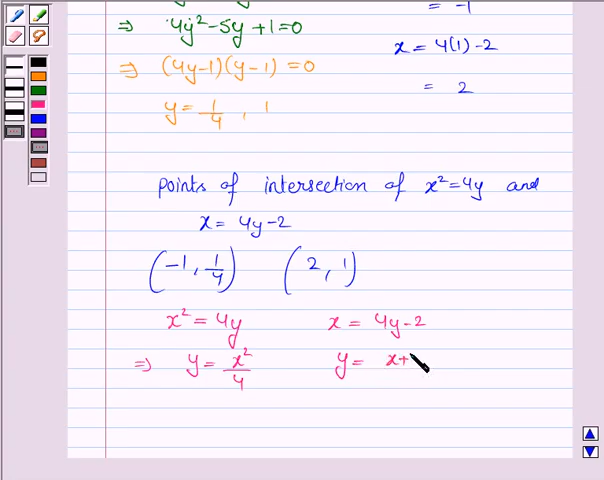 = -1
⇒ 4y² - 5y + 1 = 0
x = 4(1) - 2
⇒ (4y-1)(y-1) = 0
= 2
y = 1/4 , 1
points of intersection of x² = 4y and
x = 4y - 2
(-1, 1/4) (2, 1)
x² = 4y x = 4y - 2
⇒ y = x²/4 y = x+